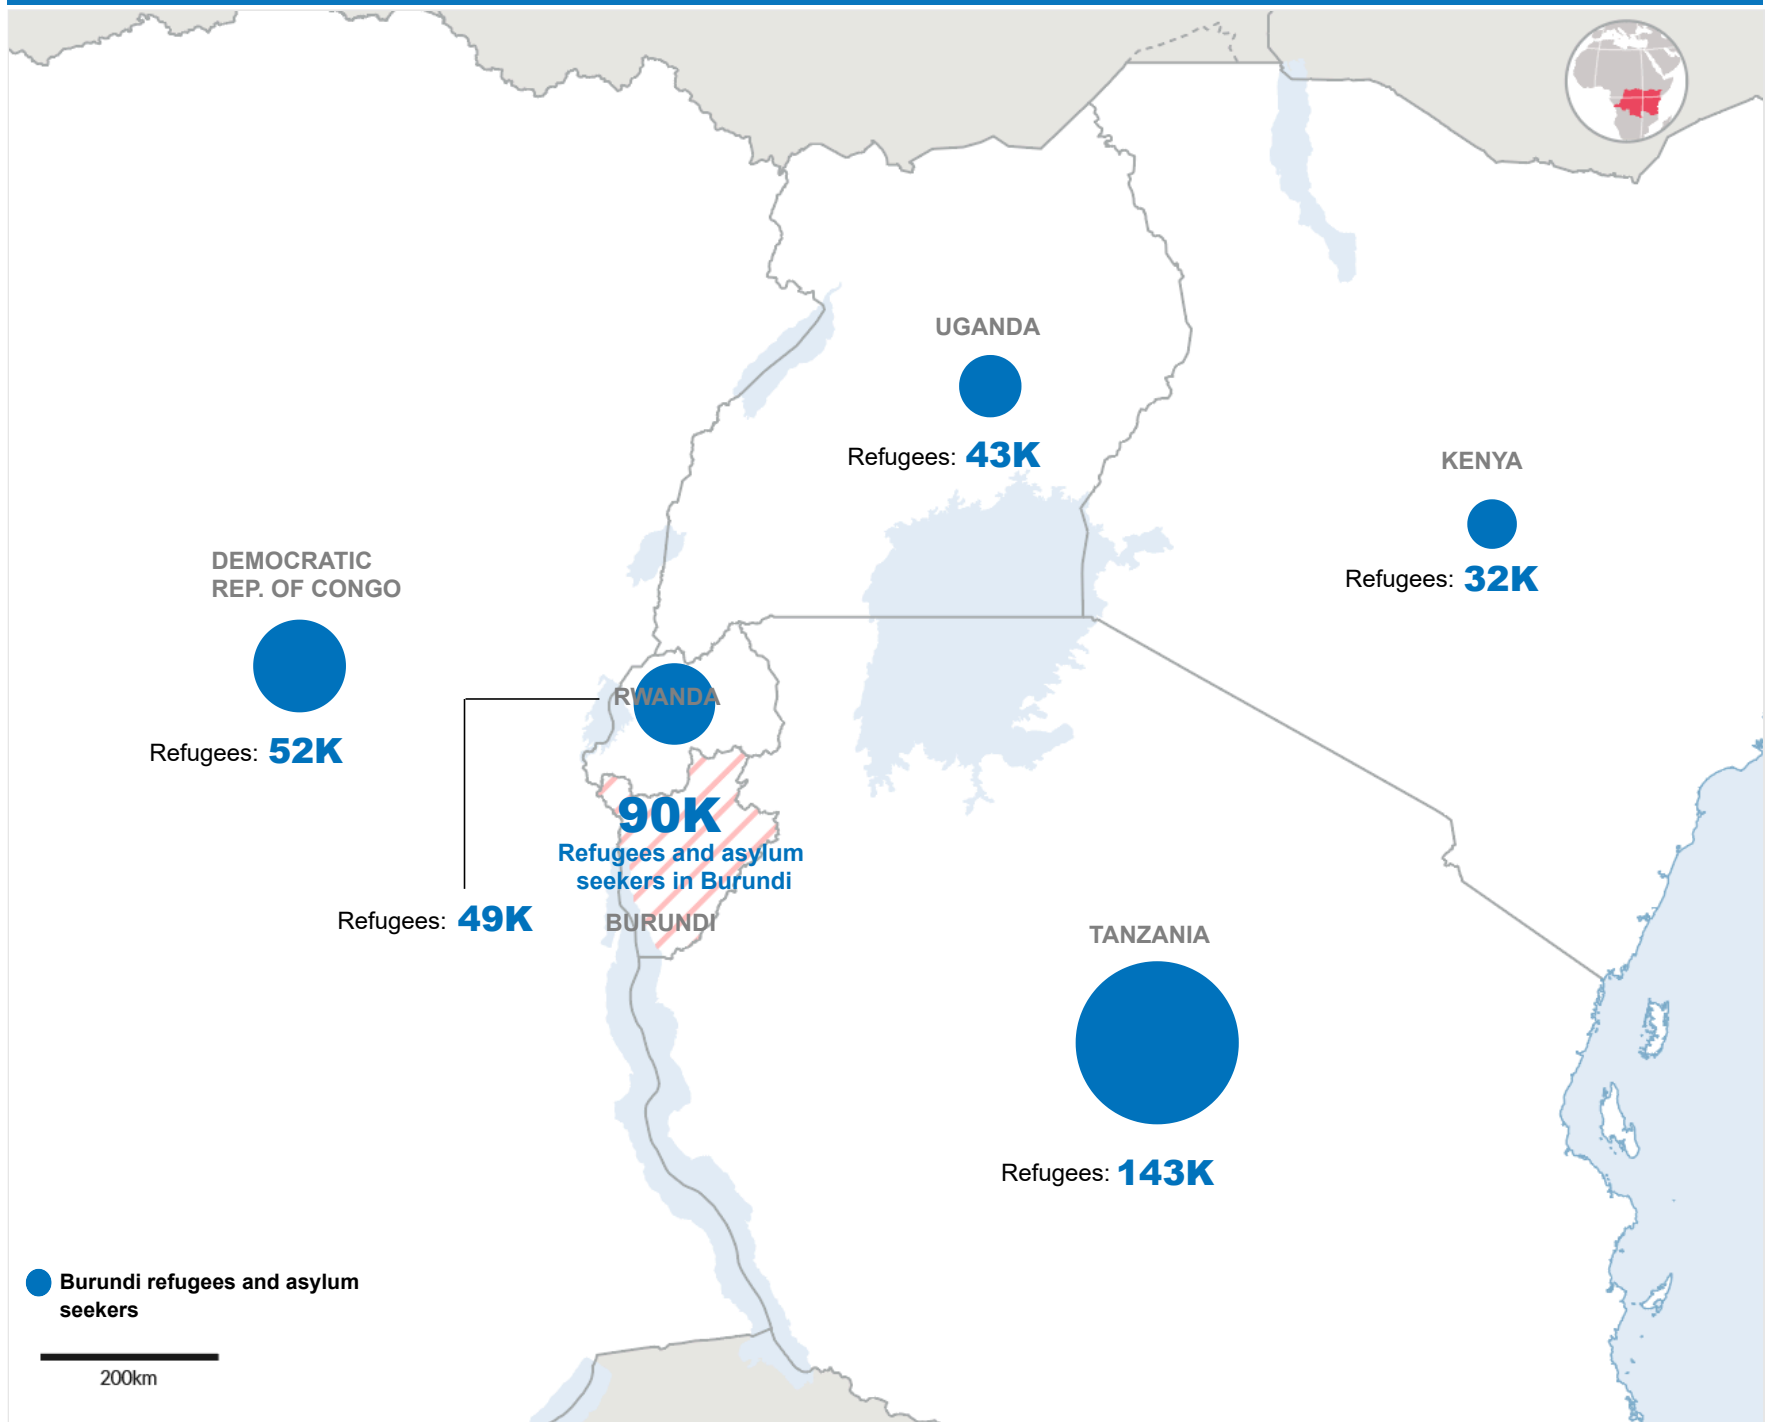 UGANDA
Refugees: 43K
KENYA
Refugees: 32K
DEMOCRATIC
REP. OF CONGO
Refugees: 52K
RWANDA
90K
Refugees and asylum
seekers in Burundi
Refugees: 49K
BURUNDI
TANZANIA
Refugees: 143K
Burundi refugees and asylum
seekers
200km